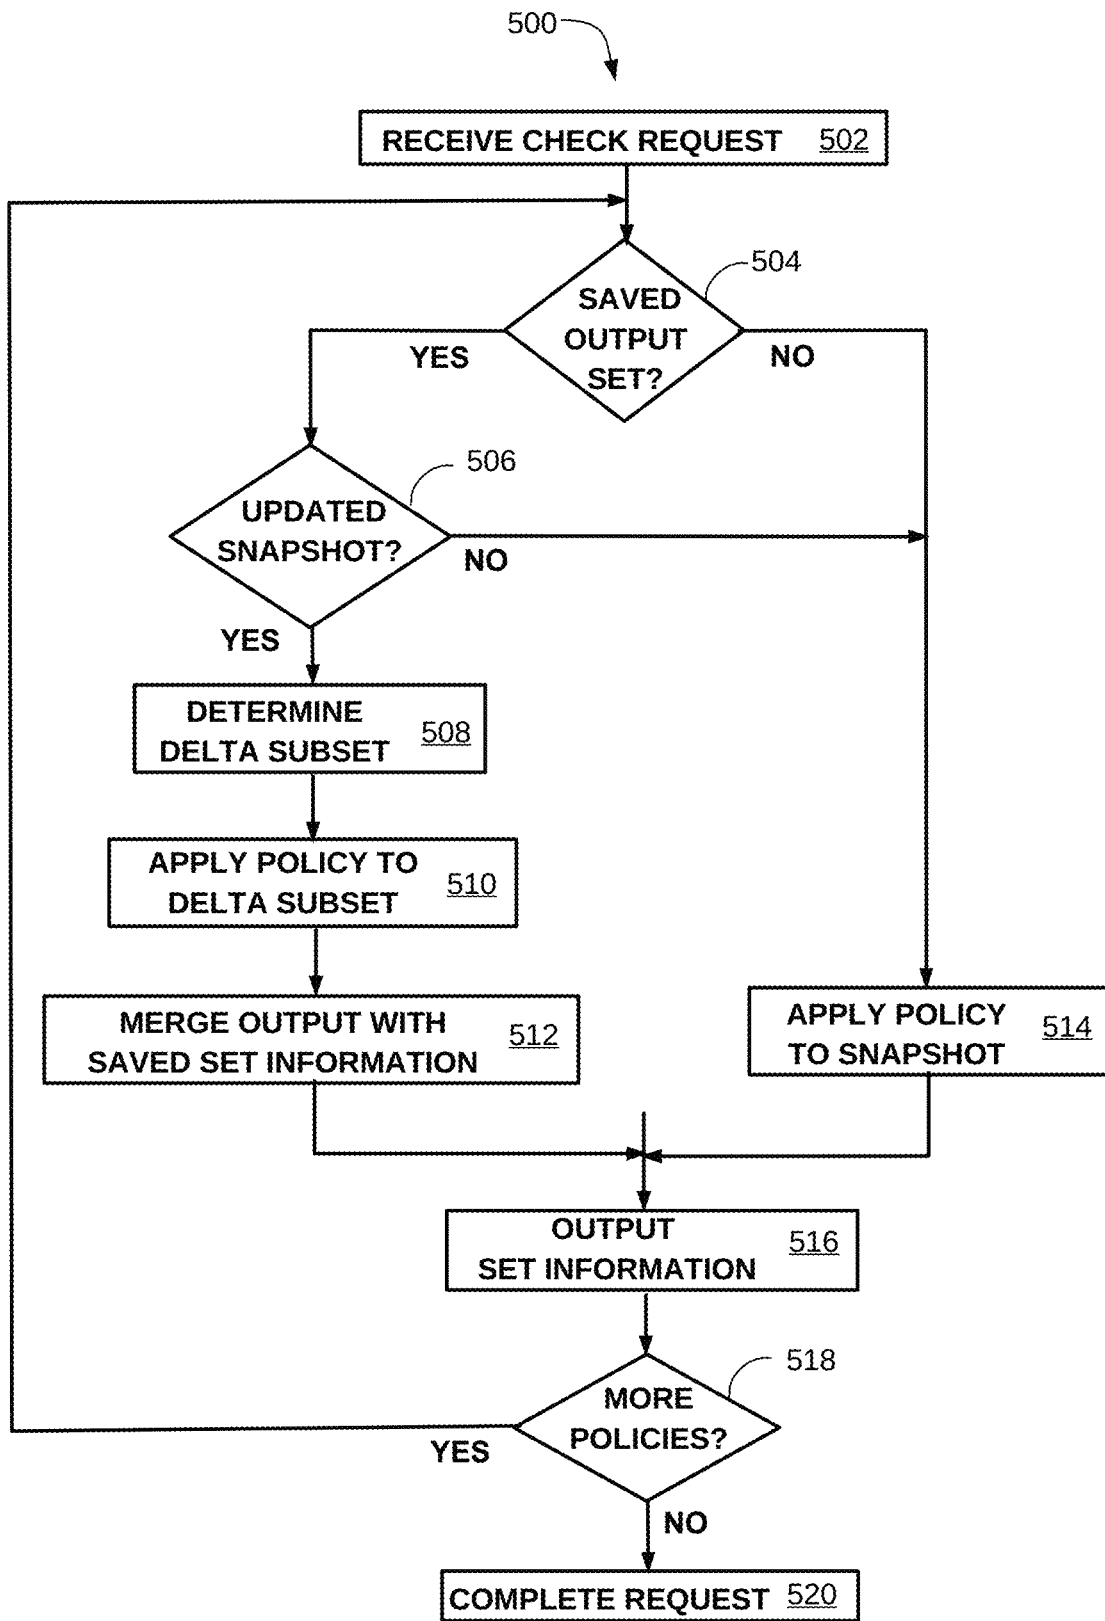 500
RECEIVE CHECK REQUEST 502
504
SAVED
OUTPUT
SET?
YES
NO
506
UPDATED
SNAPSHOT?
NO
YES
DETERMINE
DELTA SUBSET 508
APPLY POLICY TO
DELTA SUBSET 510
MERGE OUTPUT WITH
SAVED SET INFORMATION 512
APPLY POLICY
TO SNAPSHOT 514
OUTPUT
SET INFORMATION 516
518
MORE
POLICIES?
YES
NO
COMPLETE REQUEST 520